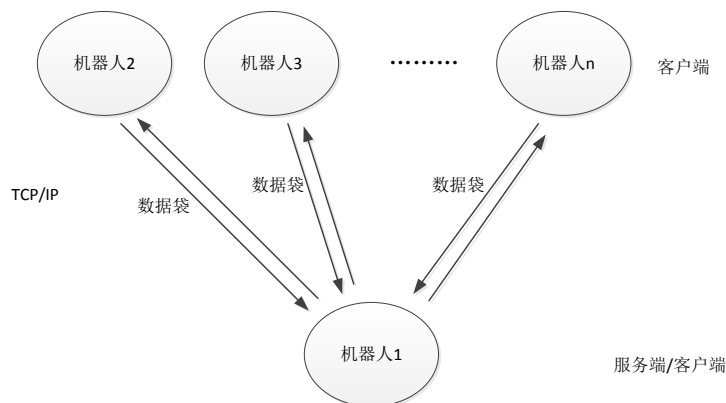 机器人2
机器人3
………
机器人n
客户端
TCP/IP
数据袋
数据袋
数据袋
机器人1
服务端/客户端